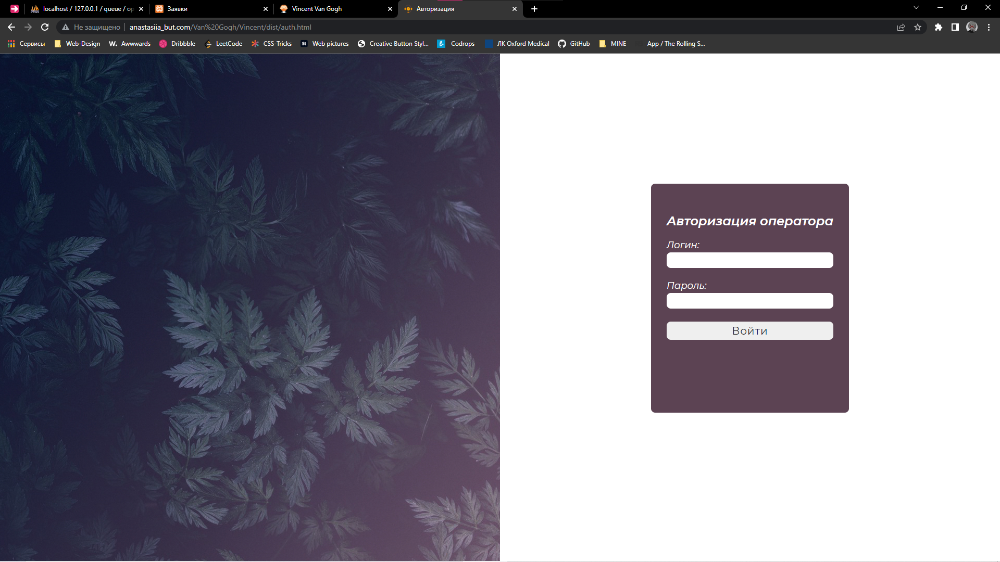 localhost / 127.0.0.1 / queue / op
Заявки
Vincent Van Gogh
Авторизация
Не защищено
anastasiia_but.com/Van%20Gogh/Vincent/dist/auth.html
Сервисы
Web-Design
W. Awwwards
Dribbble
LeetCode
CSS-Tricks
St Web pictures
Creative Button Styl...
Codrops
ЛК Oxford Medical
GitHub
MINE
App / The Rolling S...
Авторизация оператора
Логин:
Пароль:
Войти